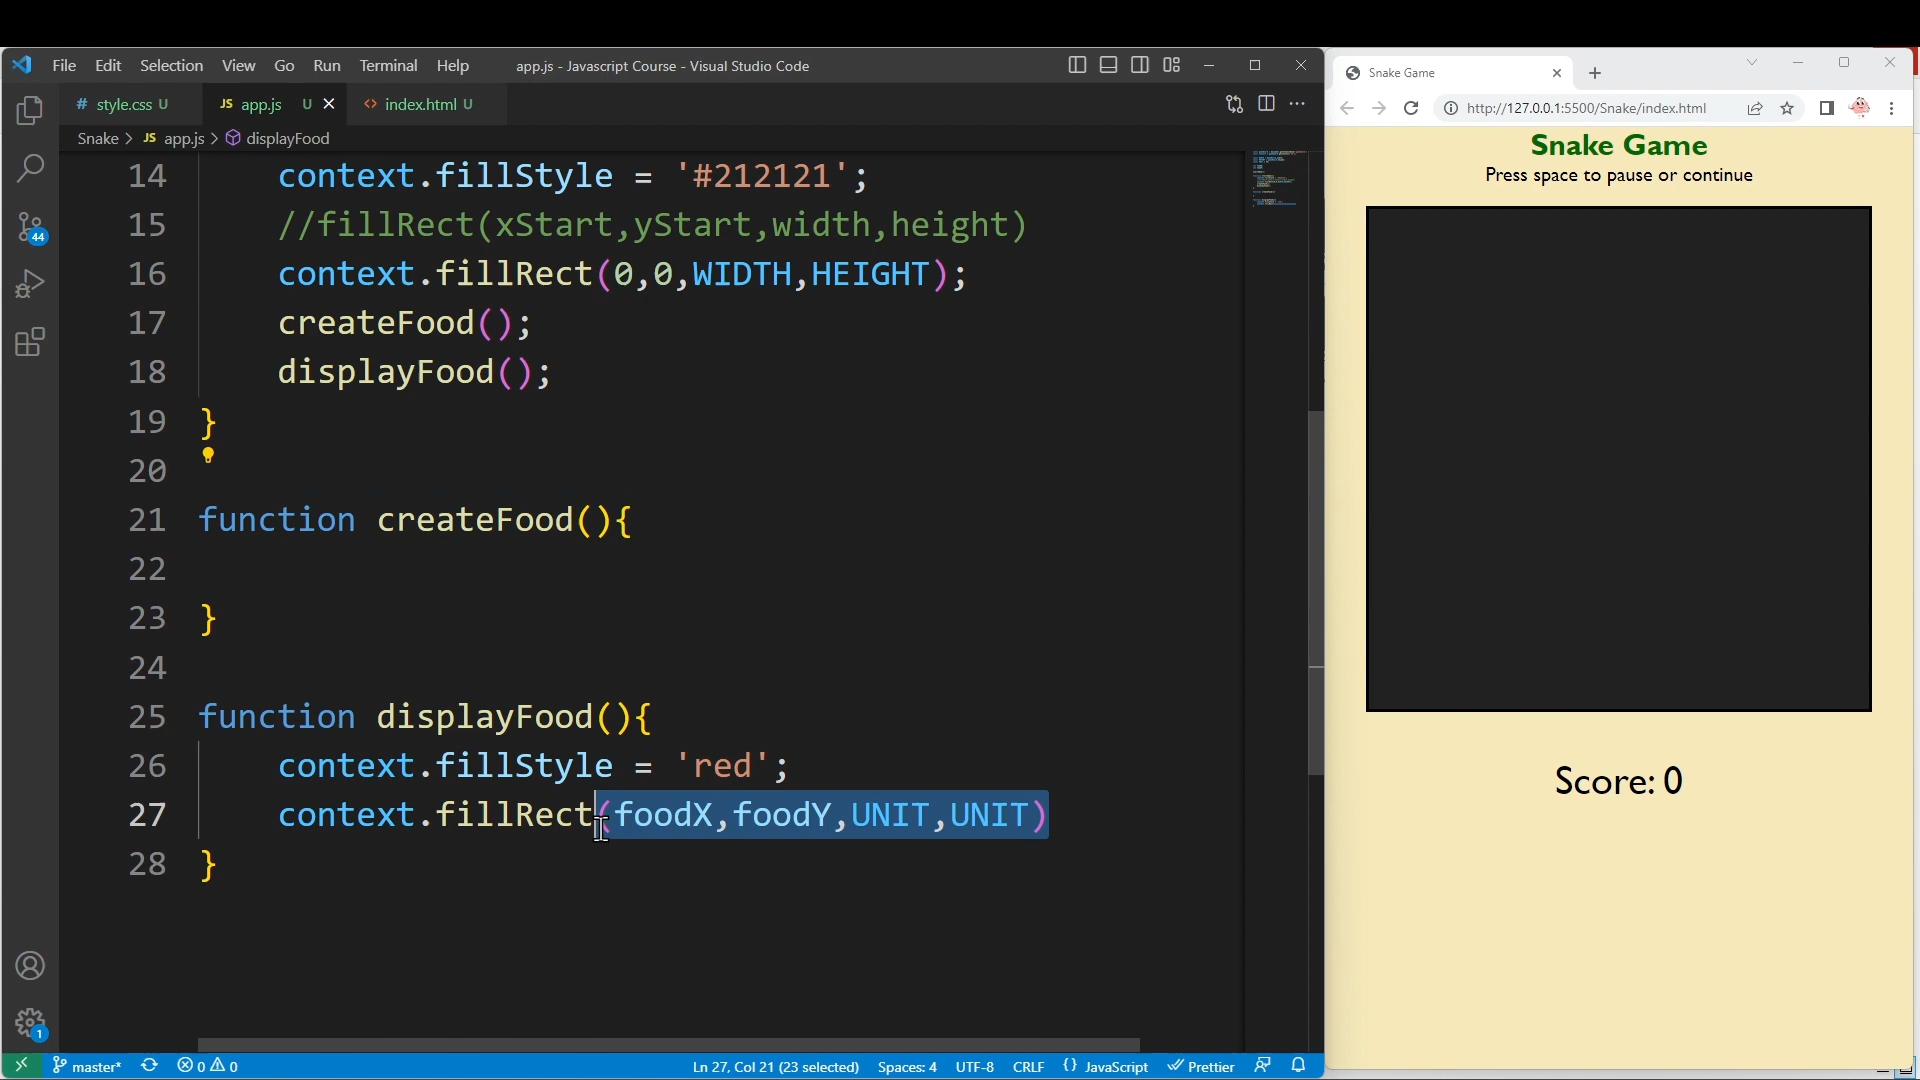 File Edit Selection View Go Run Terminal Help app.js - Javascript Course - Visual Studio Code
# style.css U JS app.js U <> index.html U
Snake > JS app.js > displayFood
14 context.fillStyle = '#212121';
15 //fillRect(xStart,yStart,width,height)
16 context.fillRect(0,0,WIDTH,HEIGHT);
17 createFood();
18 displayFood();
19 }
20
21 function createFood(){
22
23 }
24
25 function displayFood(){
26 context.fillStyle = 'red';
27 context.fillRect(foodX,foodY,UNIT,UNIT)
28 }
44
1
master* 0 0 Ln 27, Col 21 (23 selected) Spaces: 4 UTF-8 CRLF {} JavaScript Prettier
Snake Game
http://127.0.0.1:5500/Snake/index.html
Snake Game
Press space to pause or continue
Score: 0